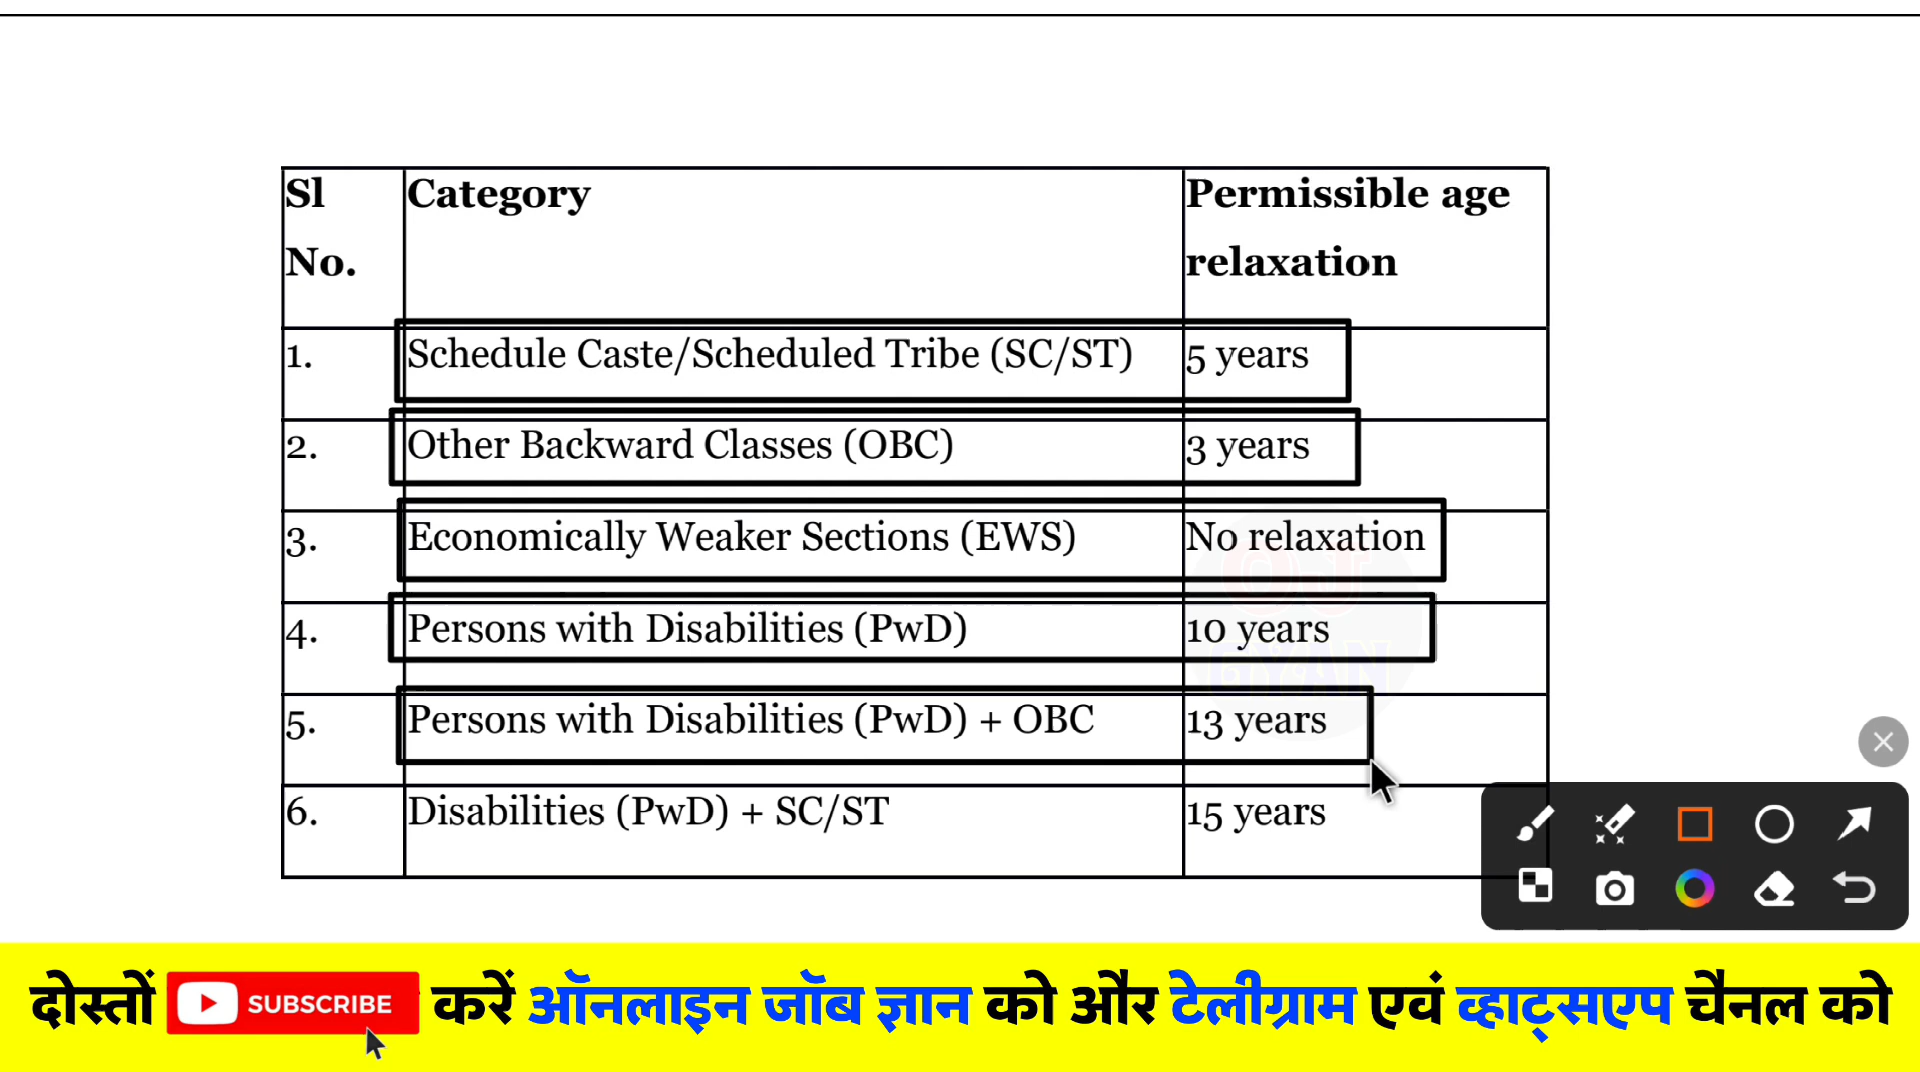 Sl No. Category Permissible age relaxation
1. Schedule Caste/Scheduled Tribe (SC/ST) 5 years
2. Other Backward Classes (OBC) 3 years
3. Economically Weaker Sections (EWS) No relaxation
4. Persons with Disabilities (PwD) 10 years
5. Persons with Disabilities (PwD) + OBC 13 years
6. Disabilities (PwD) + SC/ST 15 years
OnJ
GYAN
दोस्तों SUBSCRIBE करें ऑनलाइन जॉब ज्ञान को और टेलीग्राम एवं व्हाट्सएप चैनल को